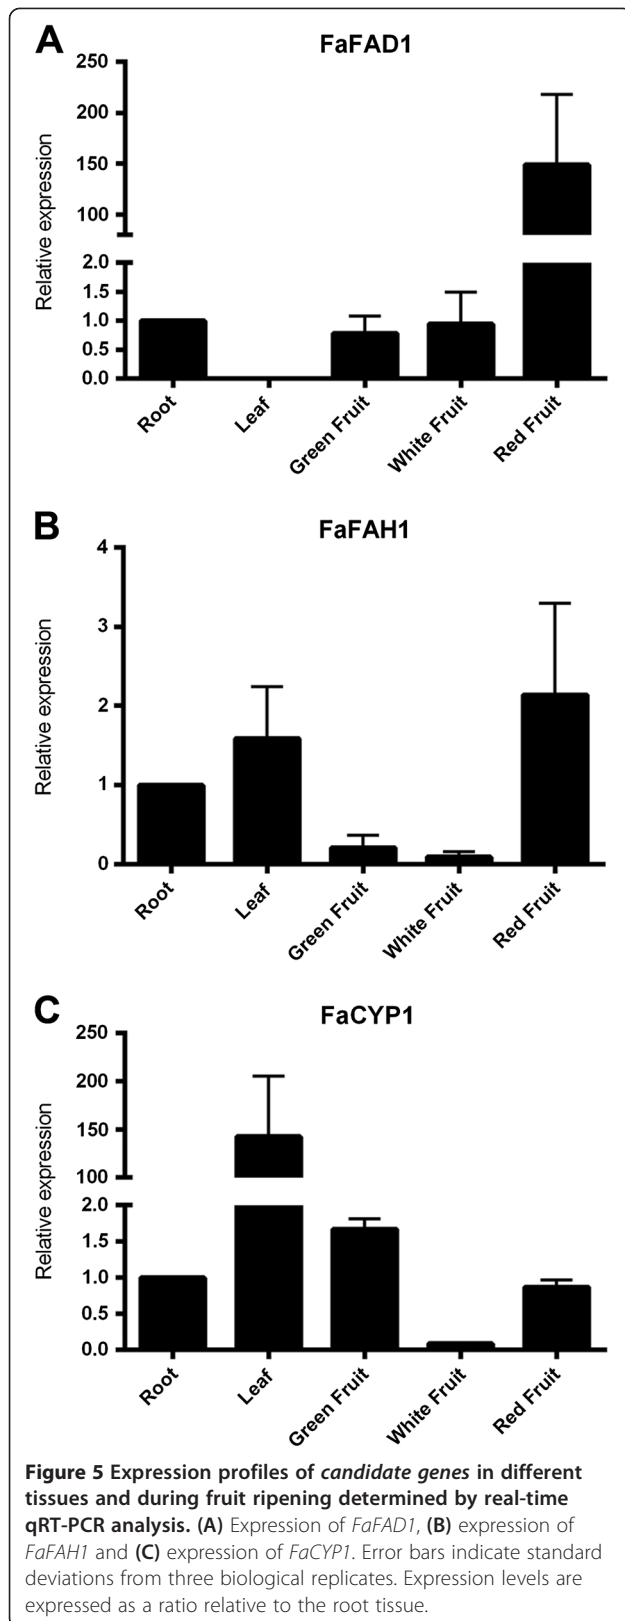 A
FaFAD1
Relative expression
250
200
150
100
2.0
1.5
1.0
0.5
0.0
Root
Leaf
Green Fruit
White Fruit
Red Fruit
B
FaFAH1
Relative expression
4
3
2
1
0
Root
Leaf
Green Fruit
White Fruit
Red Fruit
C
FaCYP1
Relative expression
250
200
150
100
2.0
1.5
1.0
0.5
0.0
Root
Leaf
Green Fruit
White Fruit
Red Fruit
Figure 5 Expression profiles of candidate genes in different
tissues and during fruit ripening determined by real-time
qRT-PCR analysis. (A) Expression of FaFAD1, (B) expression of
FaFAH1 and (C) expression of FaCYP1. Error bars indicate standard
deviations from three biological replicates. Expression levels are
expressed as a ratio relative to the root tissue.